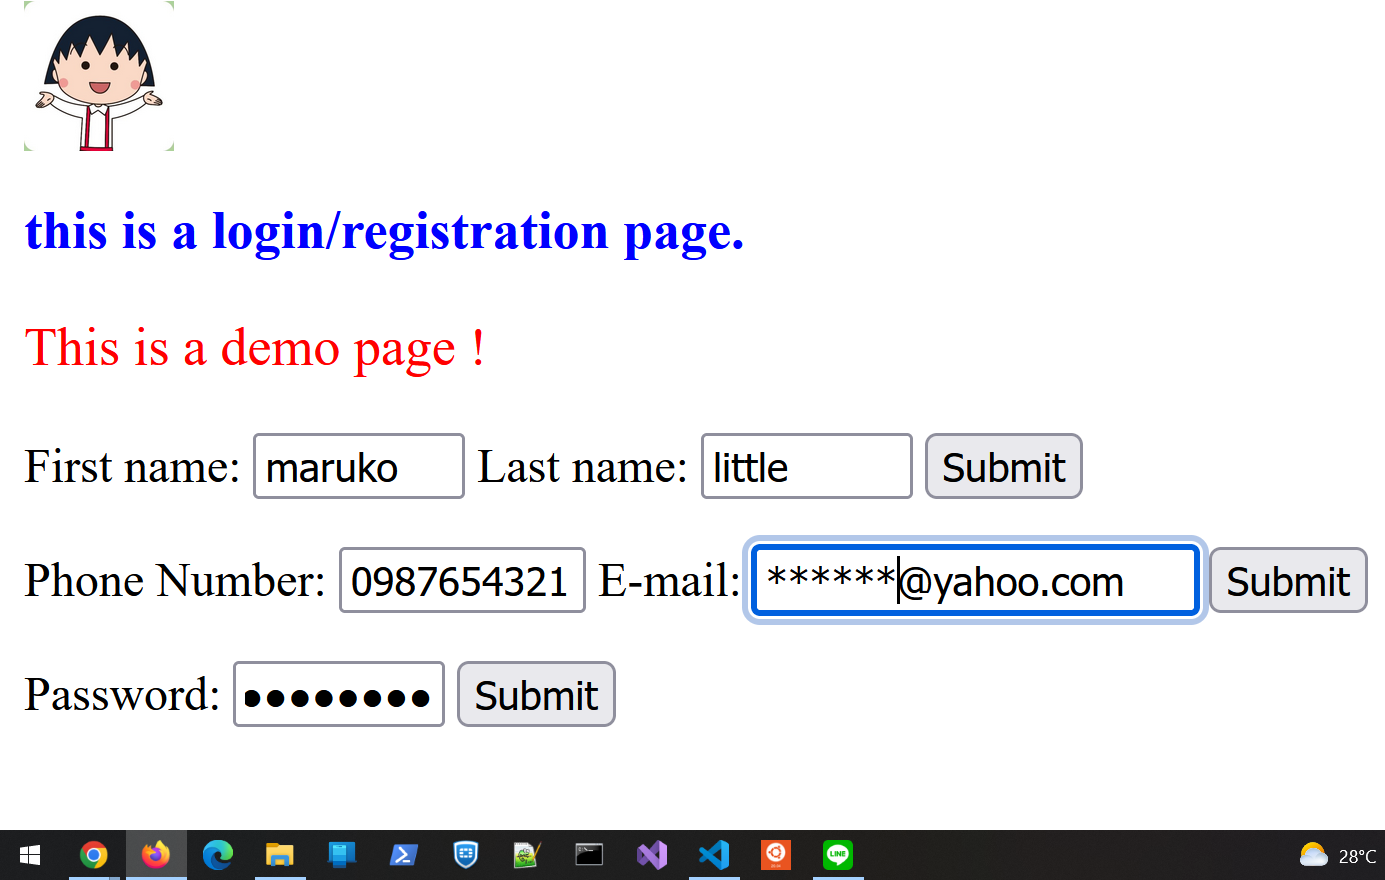 this is a login/registration page.
This is a demo page !
First name: maruko Last name: little Submit
Phone Number: 0987654321 E-mail: ******@yahoo.com Submit
Password: ●●●●●●●● Submit
LINE 28°C